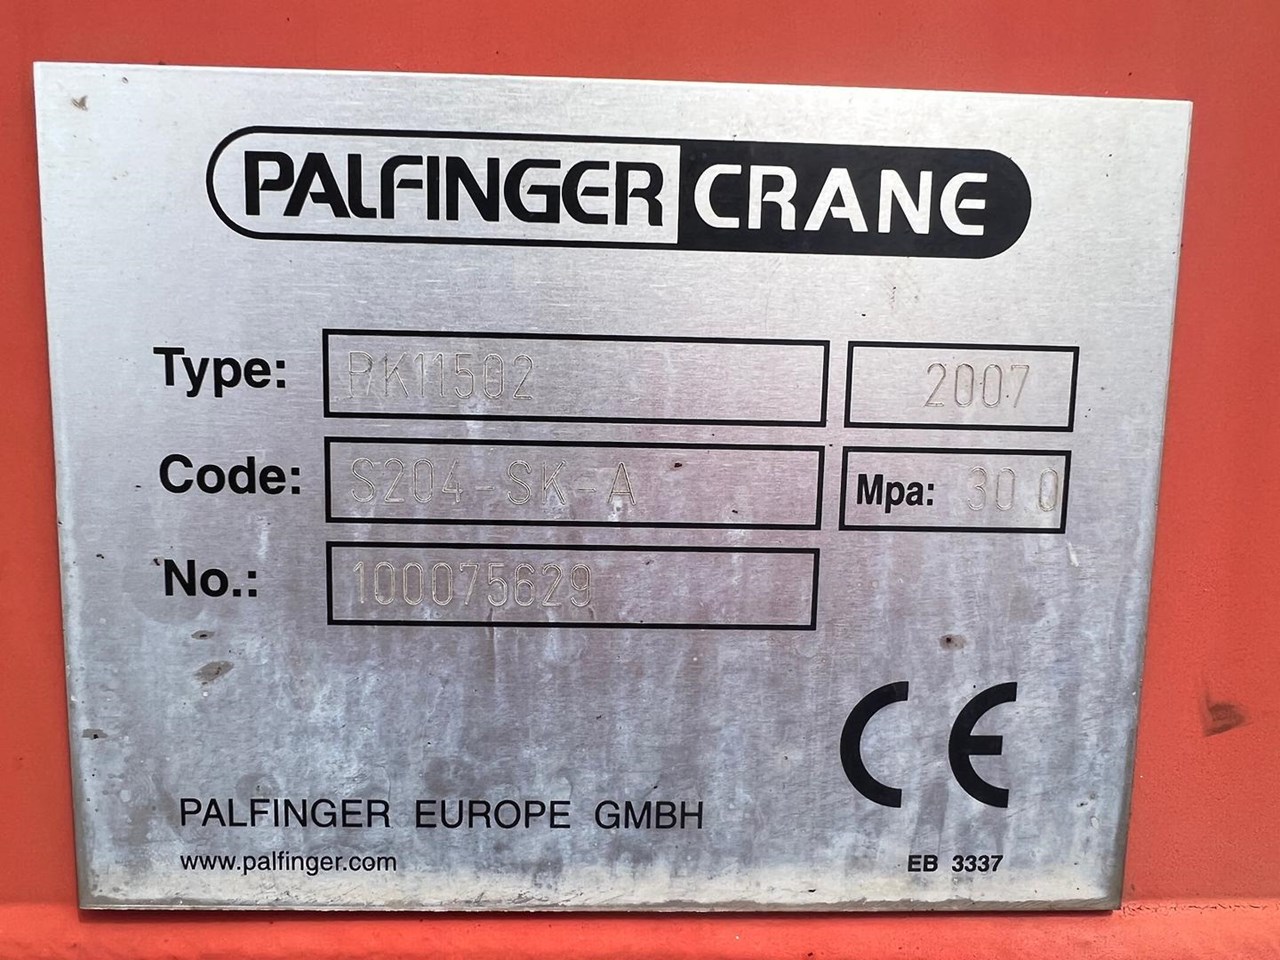 PALFINGER CRANE
Type: PK11502 2007
Code: S204-SK-A Mpa: 30.0
No.: 100075629
PALFINGER EUROPE GMBH
www.palfinger.com
CE
EB 3337